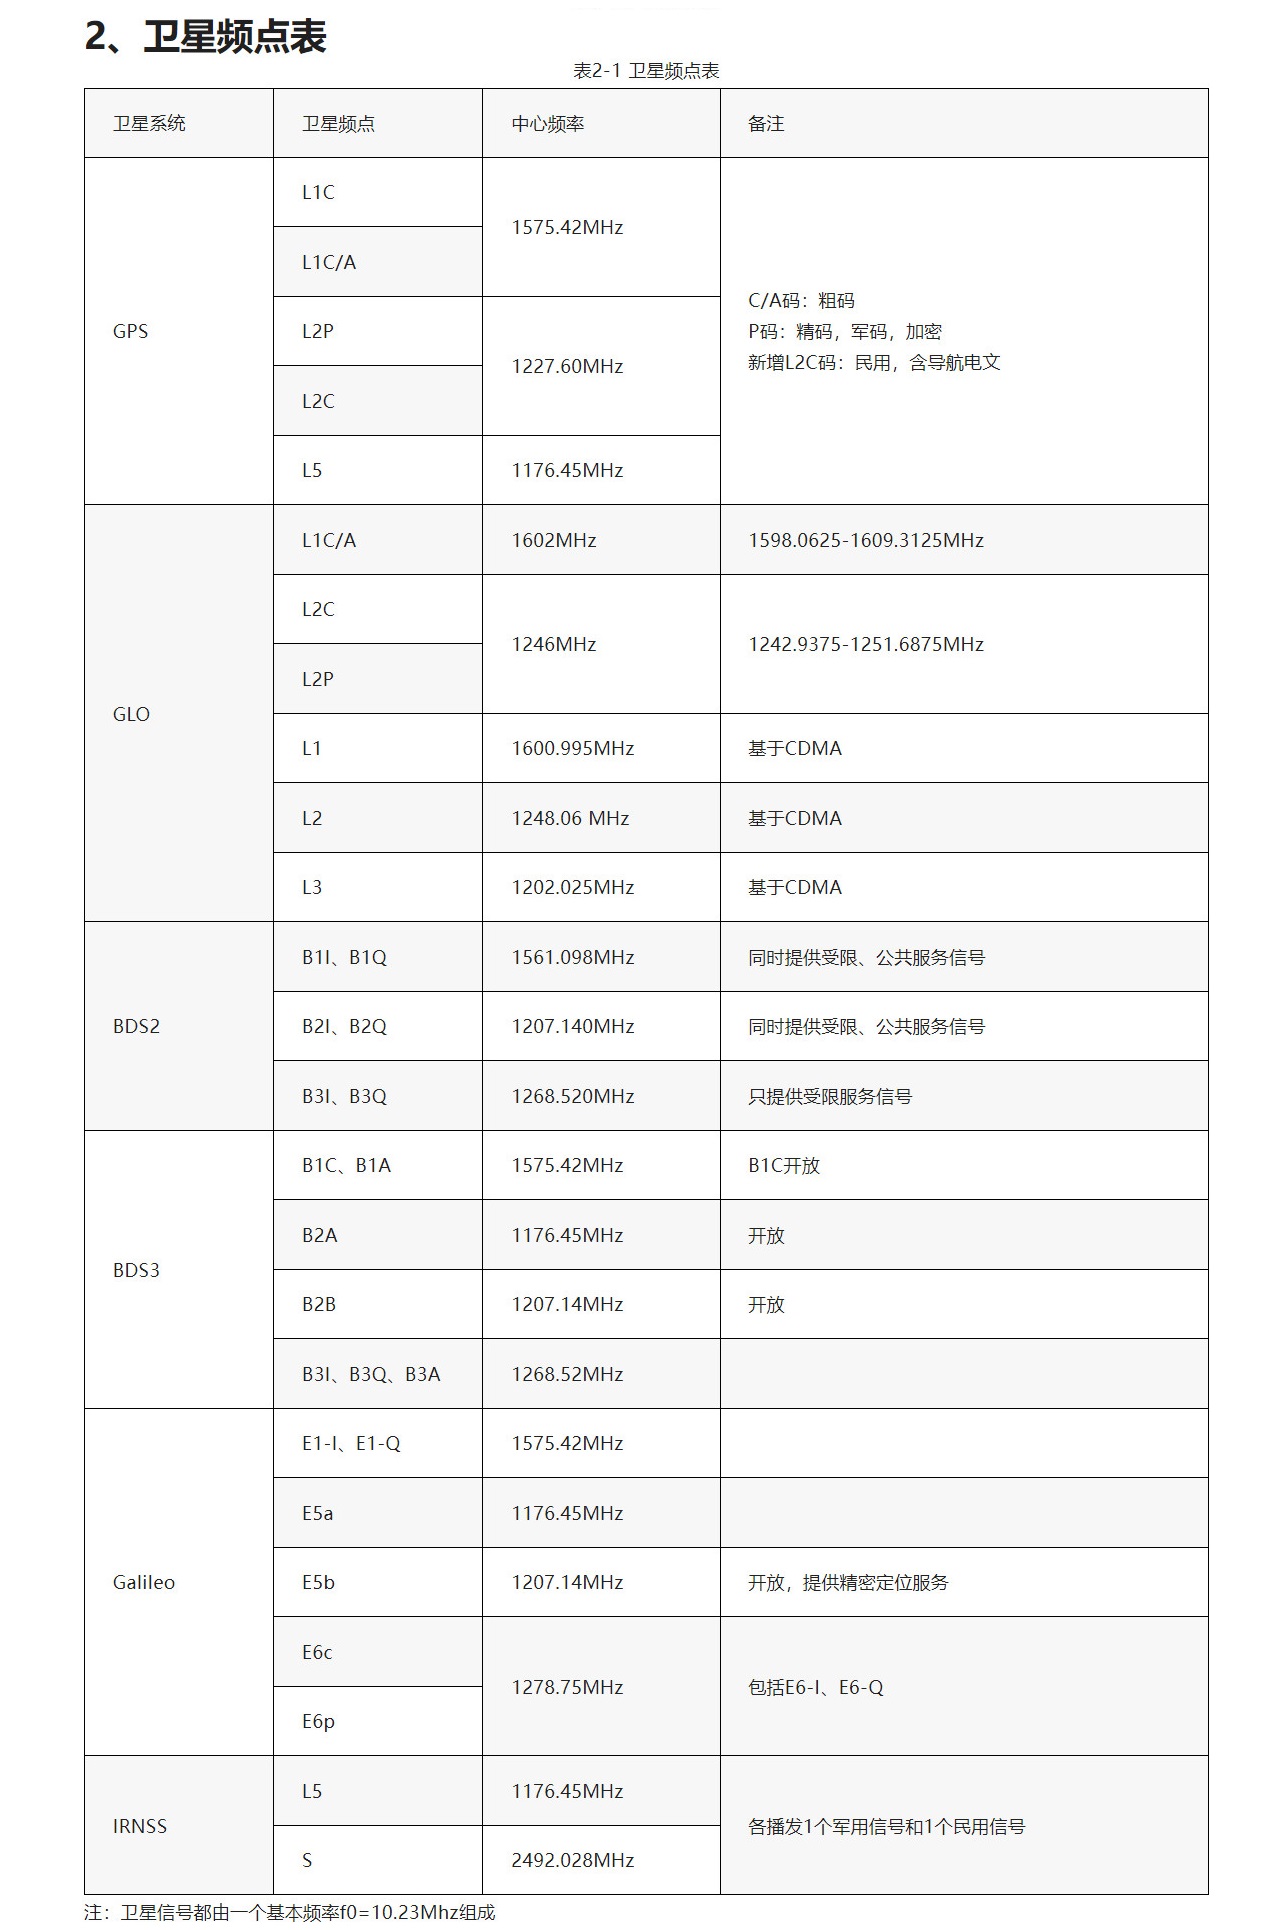 2、卫星频点表
表2-1 卫星频点表
卫星系统 卫星频点 中心频率 备注
GPS
L1C
1575.42MHz
L1C/A
L2P
1227.60MHz
L2C
L5
1176.45MHz
C/A码：粗码
P码：精码，军码，加密
新增L2C码：民用，含导航电文
GLO
L1C/A 1602MHz 1598.0625-1609.3125MHz
L2C
1246MHz 1242.9375-1251.6875MHz
L2P
L1 1600.995MHz 基于CDMA
L2 1248.06 MHz 基于CDMA
L3 1202.025MHz 基于CDMA
BDS2
B1I、B1Q 1561.098MHz 同时提供受限、公共服务信号
B2I、B2Q 1207.140MHz 同时提供受限、公共服务信号
B3I、B3Q 1268.520MHz 只提供受限服务信号
BDS3
B1C、B1A 1575.42MHz B1C开放
B2A 1176.45MHz 开放
B2B 1207.14MHz 开放
B3I、B3Q、B3A 1268.52MHz
Galileo
E1-I、E1-Q 1575.42MHz
E5a 1176.45MHz
E5b 1207.14MHz 开放，提供精密定位服务
E6c
1278.75MHz 包括E6-I、E6-Q
E6p
IRNSS
L5 1176.45MHz
各播发1个军用信号和1个民用信号
S 2492.028MHz
注：卫星信号都由一个基本频率f0=10.23Mhz组成